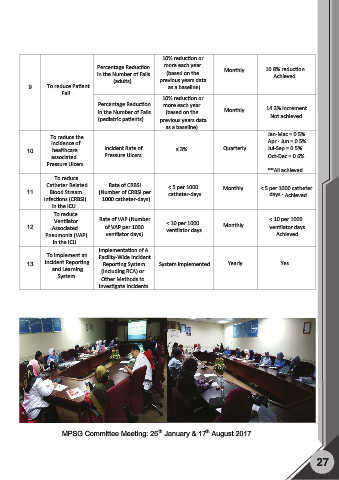 9
To reduce Patient
Fall
Percentage Reduction
in the Number of Falls
(adults)
10% reduction or
more each year
(based on the
previous years data
as a baseline)
Monthly
10 8% reduction
Achieved
Percentage Reduction
in the Number of Falls
(pediatric patients)
10% reduction or
more each year
(based on the
previous years data
as a baseline)
Monthly
14 3% increment
Not achieved
10
To reduce the
incidence of
healthcare
associated
Pressure Ulcers
Incident Rate of
Pressure Ulcers
≤ 3%
Quarterly
Jan-Mac = 0 5%
Apr - Jun = 0 5%
Jul-Sep = 0 5%
Oct-Dec = 0 6%
**All achieved
11
To reduce
Catheter Related
Blood Stream
Infections (CRBSI)
in the ICU
Rate of CRBSI
(Number of CRBSI per
1000 catheter-days)
< 5 per 1000
catheter-days
Monthly
< 5 per 1000 catheter
days - Achieved
12
To reduce
Ventilator
Associated
Pneumonia (VAP)
in the ICU
Rate of VAP (Number
of VAP per 1000
ventilator days)
< 10 per 1000
ventilator days
Monthly
< 10 per 1000
ventilator days
Achieved
13
To implement an
Incident Reporting
and Learning
System
Implementation of A
Facility-Wide Incident
Reporting System
(including RCA) or
Other Methods to
Investigate Incidents
System Implemented
Yearly
Yes
MPSG Committee Meeting: 25th January & 17th August 2017
27